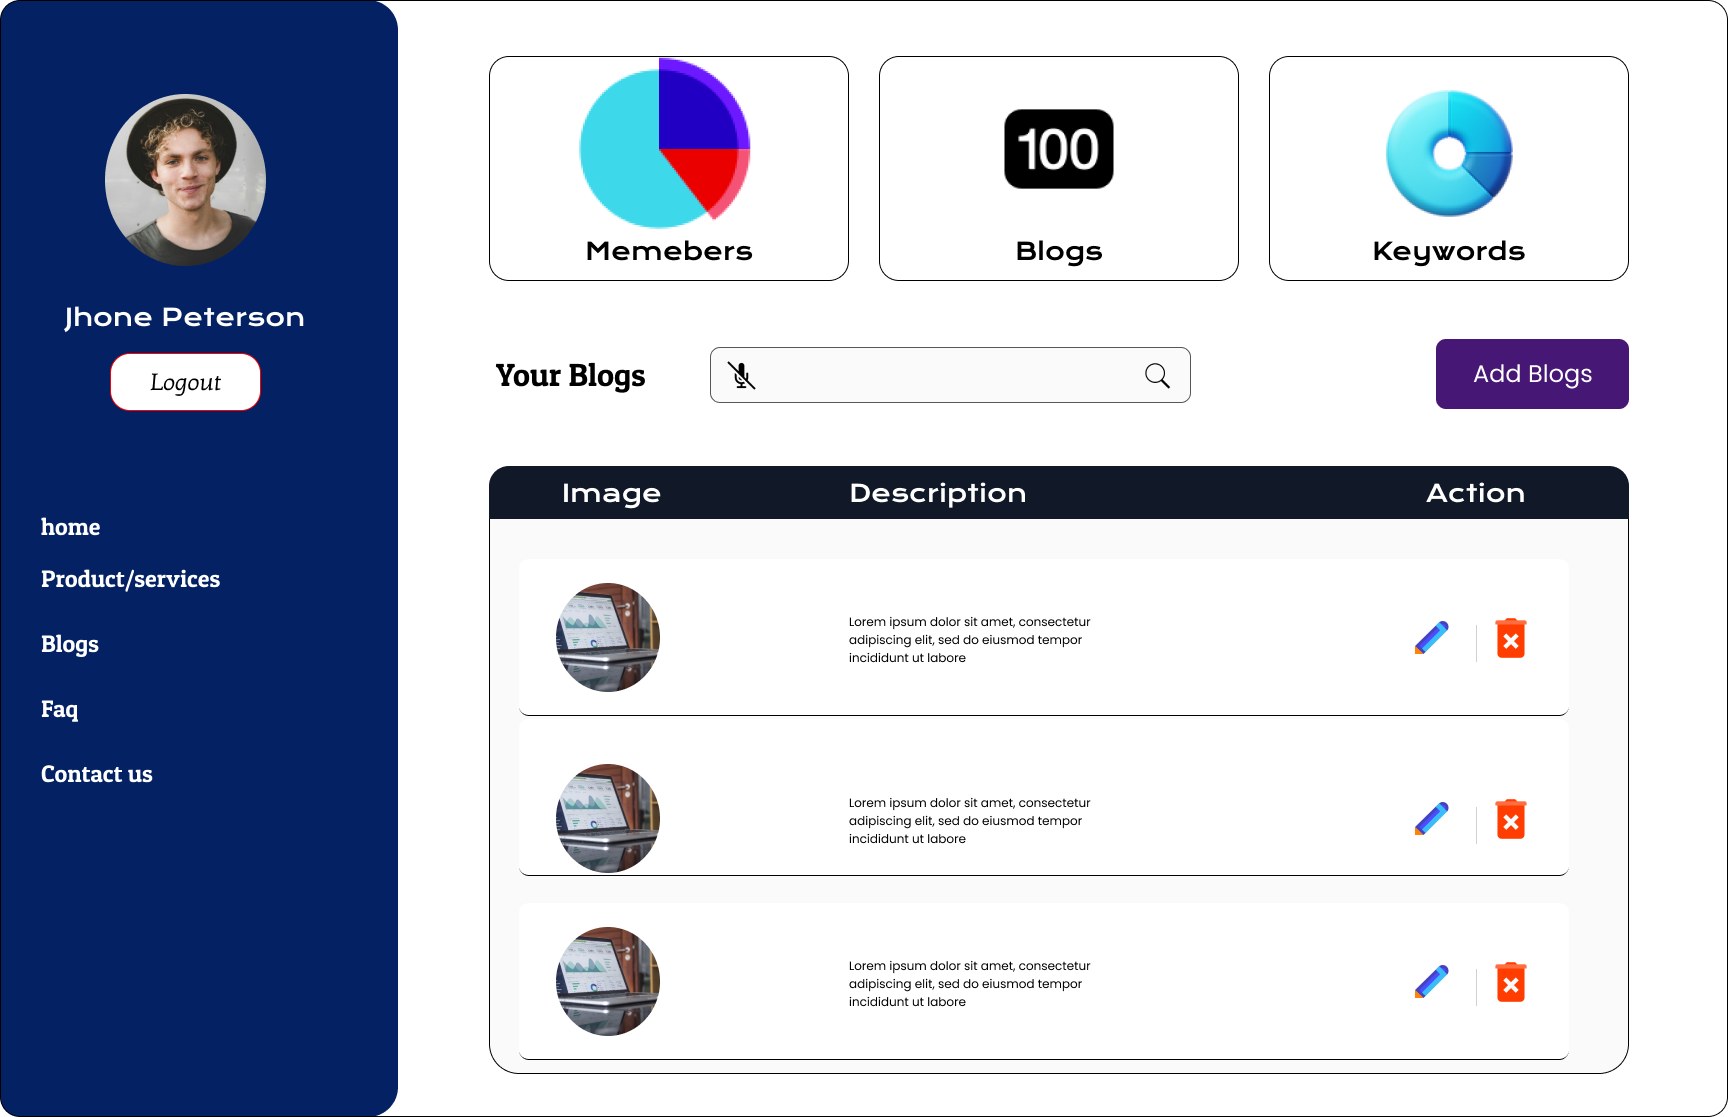 Jhone Peterson
Logout
home
Product/services
Blogs
Faq
Contact us
Memebers
100
Blogs
Keywords
Your Blogs
Add Blogs
Image Description Action
Lorem ipsum dolor sit amet, consectetur
adipiscing elit, sed do eiusmod tempor
incididunt ut labore
Lorem ipsum dolor sit amet, consectetur
adipiscing elit, sed do eiusmod tempor
incididunt ut labore
Lorem ipsum dolor sit amet, consectetur
adipiscing elit, sed do eiusmod tempor
incididunt ut labore